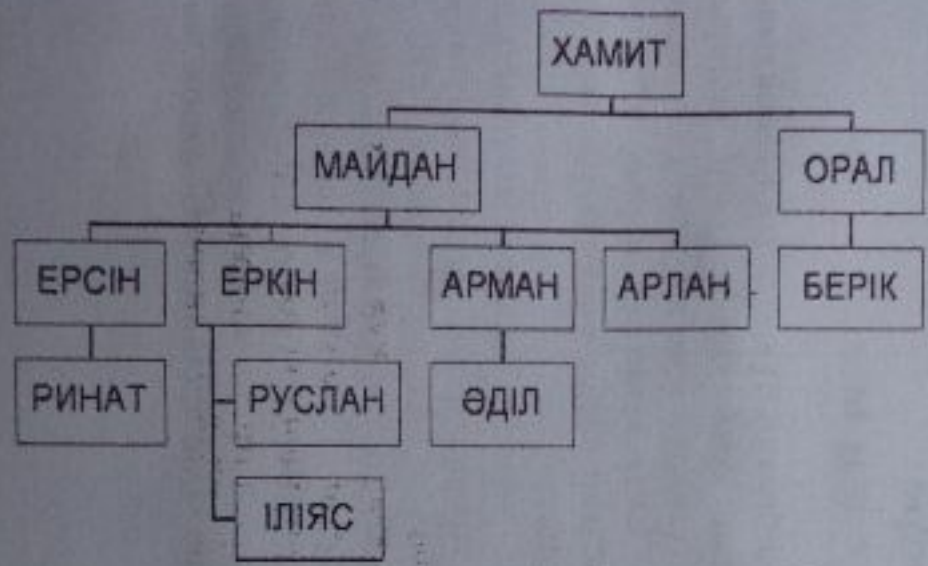 ХАМИТ
МАЙДАН ОРАЛ
ЕРСІН ЕРКІН АРМАН АРЛАН БЕРІК
РИНАТ РУСЛАН ӘДІЛ
ІЛІЯС